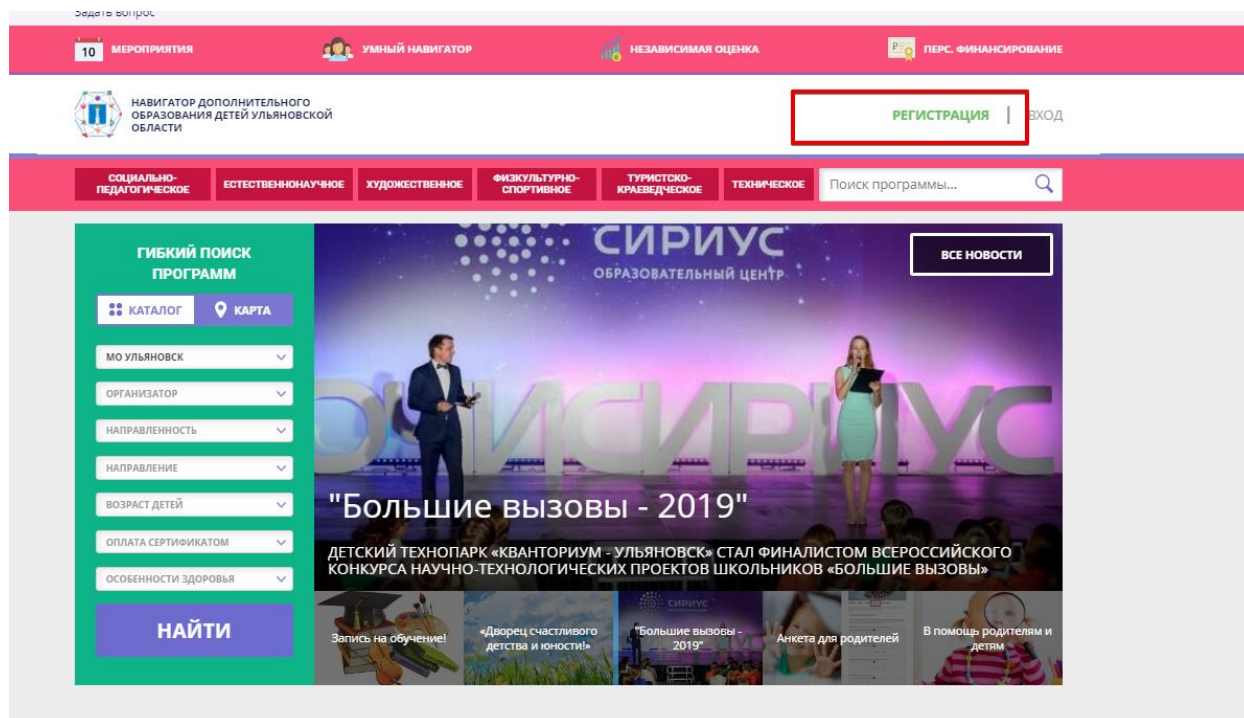 Задать вопрос
10 МЕРОПРИЯТИЯ
УМНЫЙ НАВИГАТОР
НЕЗАВИСИМАЯ ОЦЕНКА
ПЕРС. ФИНАНСИРОВАНИЕ
НАВИГАТОР ДОПОЛНИТЕЛЬНОГО
ОБРАЗОВАНИЯ ДЕТЕЙ УЛЬЯНОВСКОЙ
ОБЛАСТИ
РЕГИСТРАЦИЯ | ВХОД
СОЦИАЛЬНО-
ПЕДАГОГИЧЕСКОЕ
ЕСТЕСТВЕННОНАУЧНОЕ
ХУДОЖЕСТВЕННОЕ
ФИЗКУЛЬТУРНО-
СПОРТИВНОЕ
ТУРИСТСКО-
КРАЕВЕДЧЕСКОЕ
ТЕХНИЧЕСКОЕ
Поиск программы...
ГИБКИЙ ПОИСК
ПРОГРАММ
КАТАЛОГ
КАРТА
МО УЛЬЯНОВСК
ОРГАНИЗАТОР
НАПРАВЛЕННОСТЬ
НАПРАВЛЕНИЕ
ВОЗРАСТ ДЕТЕЙ
ОПЛАТА СЕРТИФИКАТОМ
ОСОБЕННОСТИ ЗДОРОВЬЯ
НАЙТИ
СИРИУС
ОБРАЗОВАТЕЛЬНЫЙ ЦЕНТР
ВСЕ НОВОСТИ
ОЧИСИРИУС
"Большие вызовы - 2019"
ДЕТСКИЙ ТЕХНОПАРК «КВАНТОРИУМ - УЛЬЯНОВСК» СТАЛ ФИНАЛИСТОМ ВСЕРОССИЙСКОГО
КОНКУРСА НАУЧНО-ТЕХНОЛОГИЧЕСКИХ ПРОЕКТОВ ШКОЛЬНИКОВ «БОЛЬШИЕ ВЫЗОВЫ»
Запись на обучение!
«Дворец счастливого
детства и юности!»
СИРИУС
"Большие вызовы -
2019"
Анкета для родителей
В помощь родителям и
детям